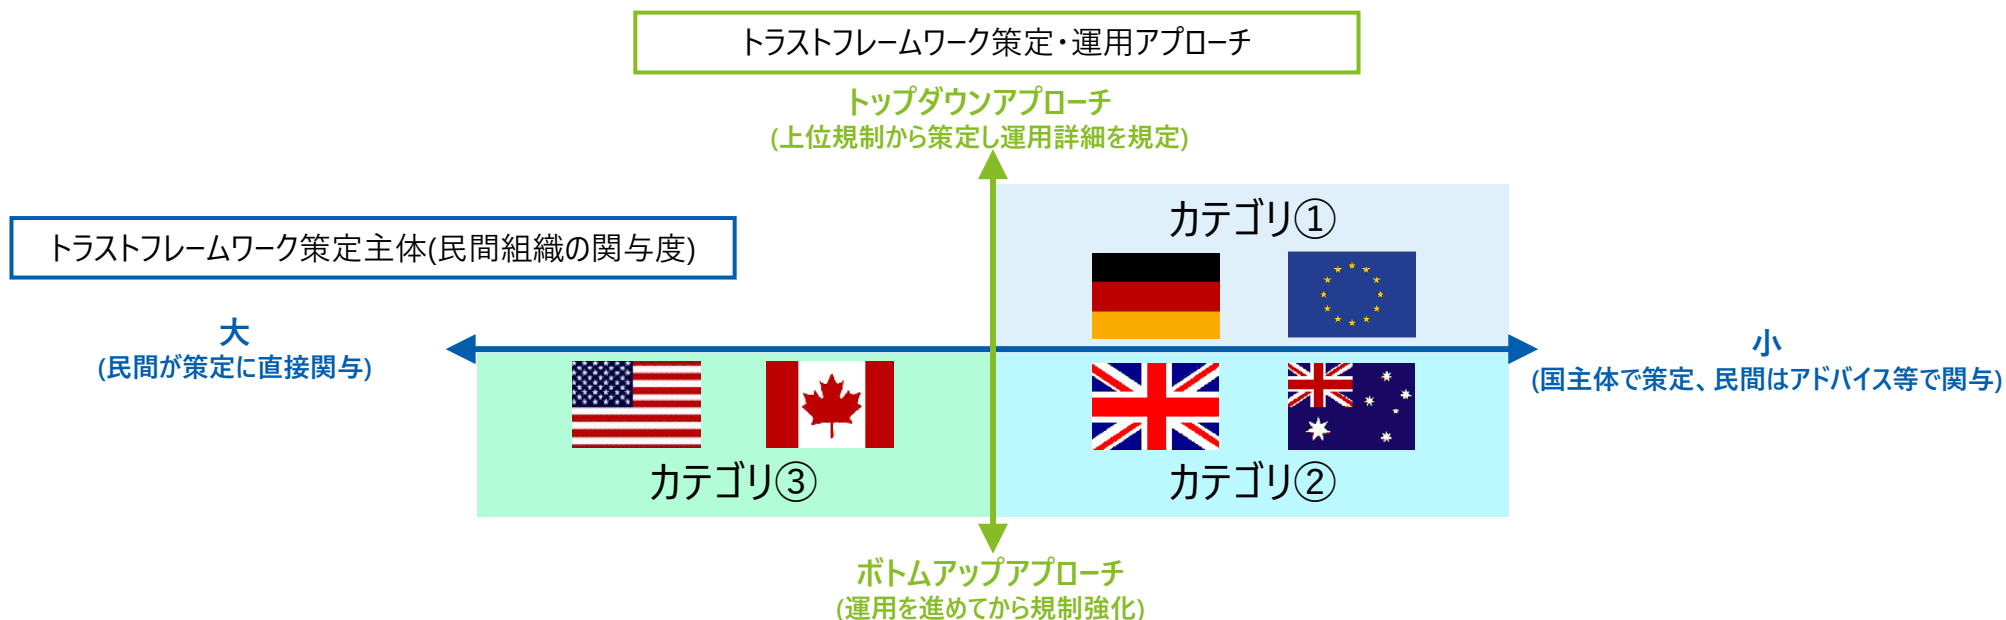 トラストフレームワーク策定・運用アプローチ
トップダウンアプローチ
(上位規制から策定し運用詳細を規定)
カテゴリ①
トラストフレームワーク策定主体(民間組織の関与度)
大
(民間が策定に直接関与)
小
(国主体で策定、民間はアドバイス等で関与)
カテゴリ③
カテゴリ②
ボトムアップアプローチ
(運用を進めてから規制強化)